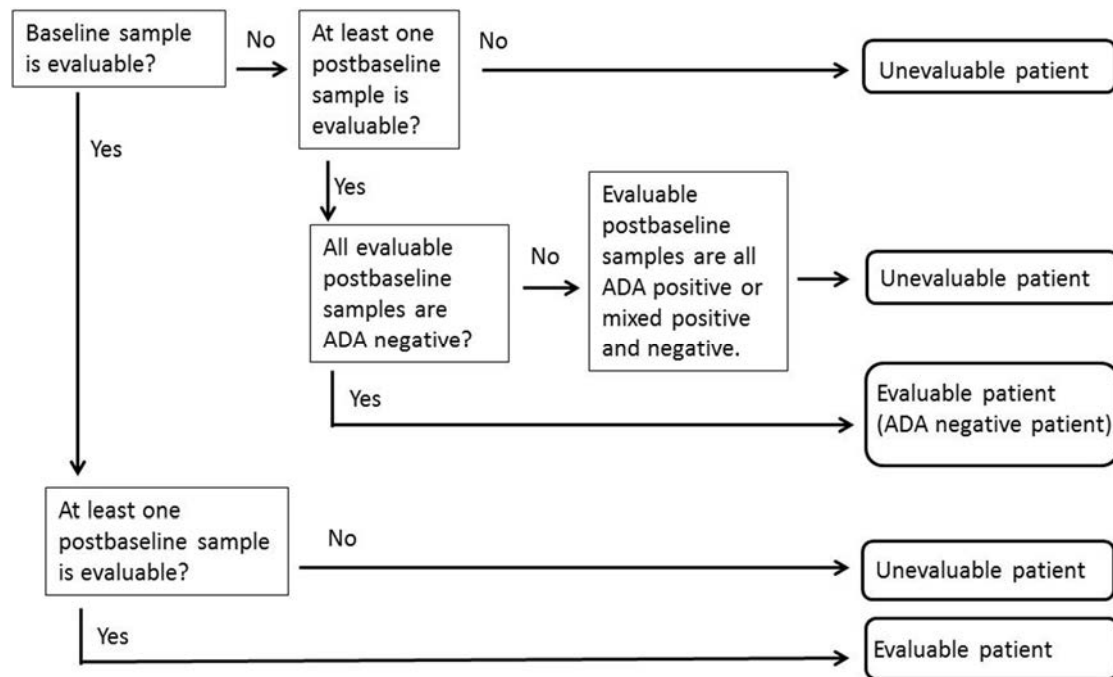 Baseline sample
is evaluable?
No
At least one
postbaseline
sample is
evaluable?
No
Unevaluable patient
Yes
Yes
All evaluable
postbaseline
samples are
ADA negative?
No
Evaluable
postbaseline
samples are all
ADA positive or
mixed positive
and negative.
Unevaluable patient
Yes
Evaluable patient
(ADA negative patient)
At least one
postbaseline sample
is evaluable?
No
Unevaluable patient
Yes
Evaluable patient